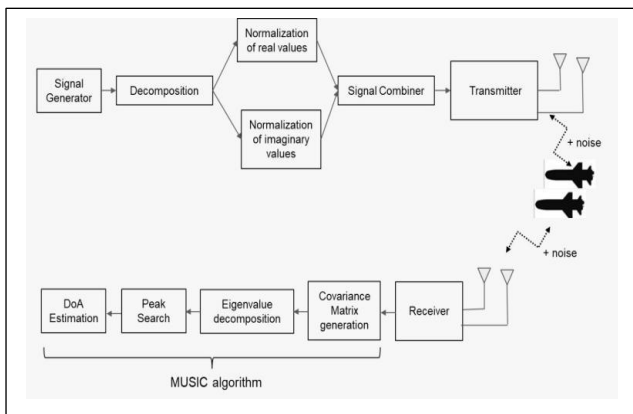 Signal
Generator
Decomposition
Normalization
of real values
Normalization
of imaginary
values
Signal Combiner
Transmitter
+ noise
+ noise
DoA
Estimation
Peak
Search
Eigenvalue
decomposition
Covariance
Matrix
generation
Receiver
MUSIC algorithm